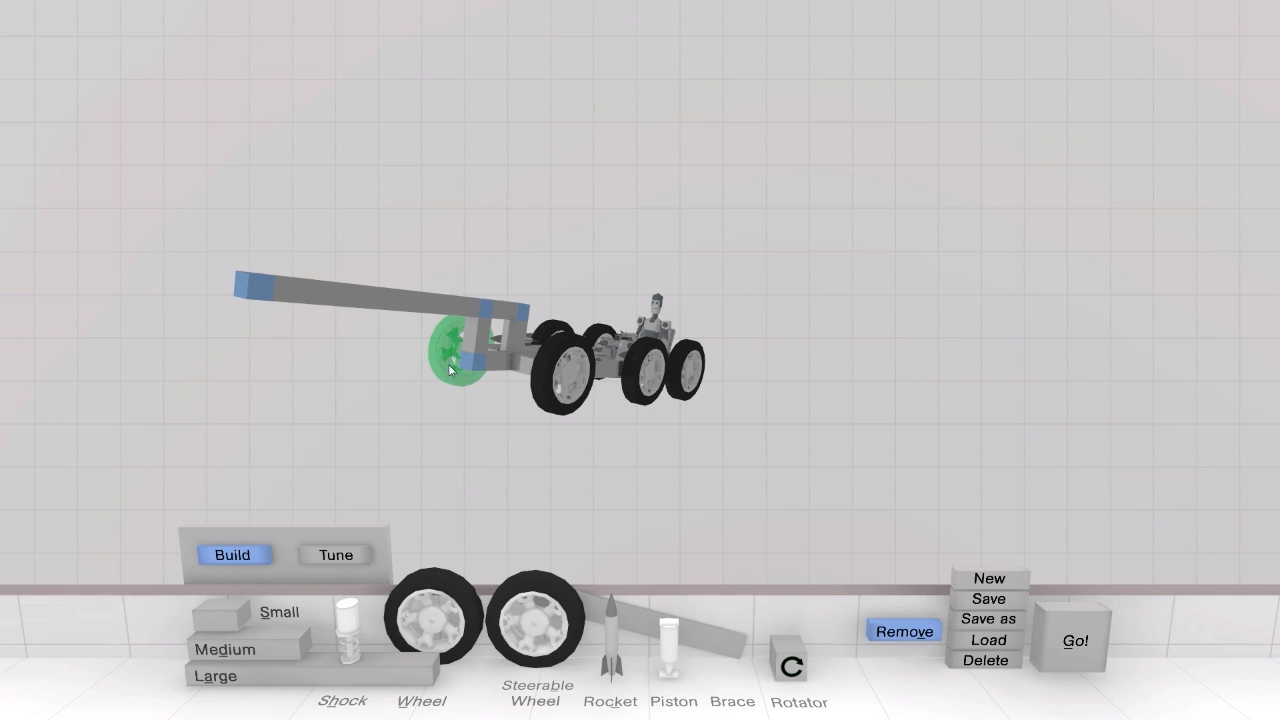 Build
Tune
Small
Medium
Large
Shock
Wheel
Steerable
Wheel
Rocket
Piston
Brace
Rotator
Remove
New
Save
Save as
Load
Delete
Go!